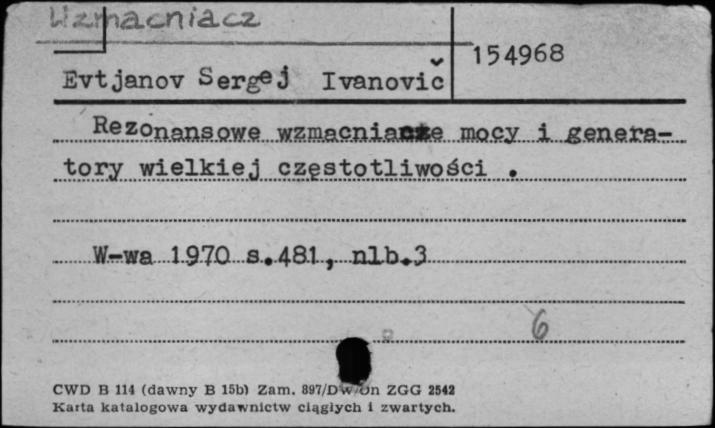 Wzmacniacz
154968
Evtjanov Sergej Ivanovič
Rezonansowe wzmacniacze mocy i genera-
tory wielkiej częstotliwości .
W-wa 1970 s.481, nlb.3
6
CWD B 114 (dawny B 15b) Zam. 897/DW/On ZGG 2542
Karta katalogowa wydawnictw ciągłych i zwartych.